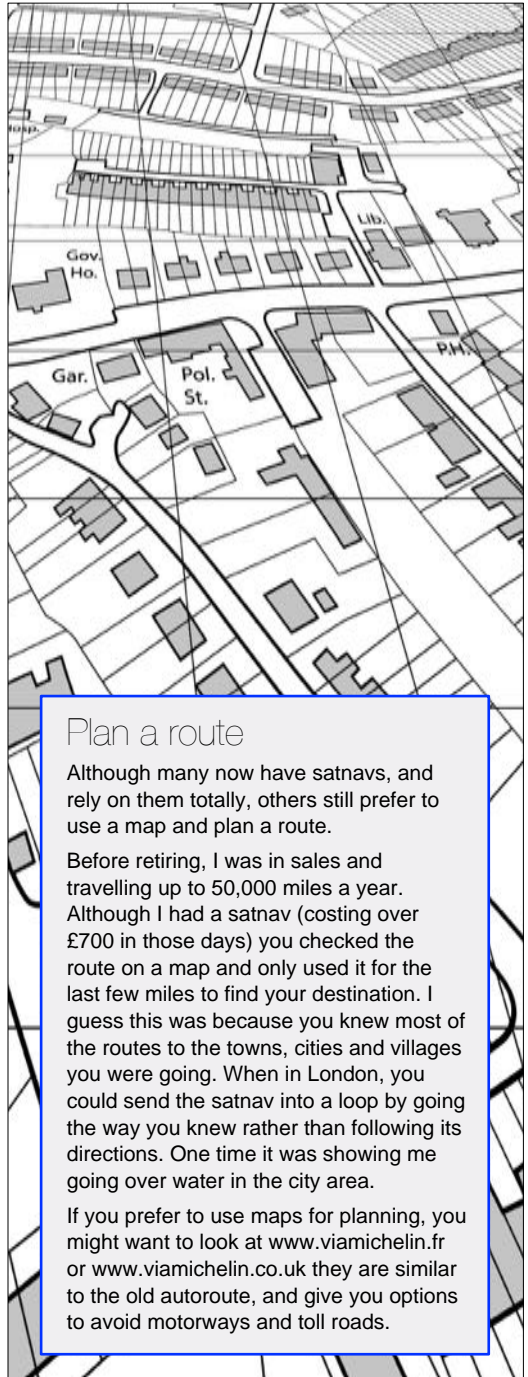 Hosp.
Lib.
Gov.
Ho.
P.H.
Gar.
Pol.
St.
Plan a route
Although many now have satnavs, and
rely on them totally, others still prefer to
use a map and plan a route.
Before retiring, I was in sales and
travelling up to 50,000 miles a year.
Although I had a satnav (costing over
£700 in those days) you checked the
route on a map and only used it for the
last few miles to find your destination. I
guess this was because you knew most of
the routes to the towns, cities and villages
you were going. When in London, you
could send the satnav into a loop by going
the way you knew rather than following its
directions. One time it was showing me
going over water in the city area.
If you prefer to use maps for planning, you
might want to look at www.viamichelin.fr
or www.viamichelin.co.uk they are similar
to the old autoroute, and give you options
to avoid motorways and toll roads.